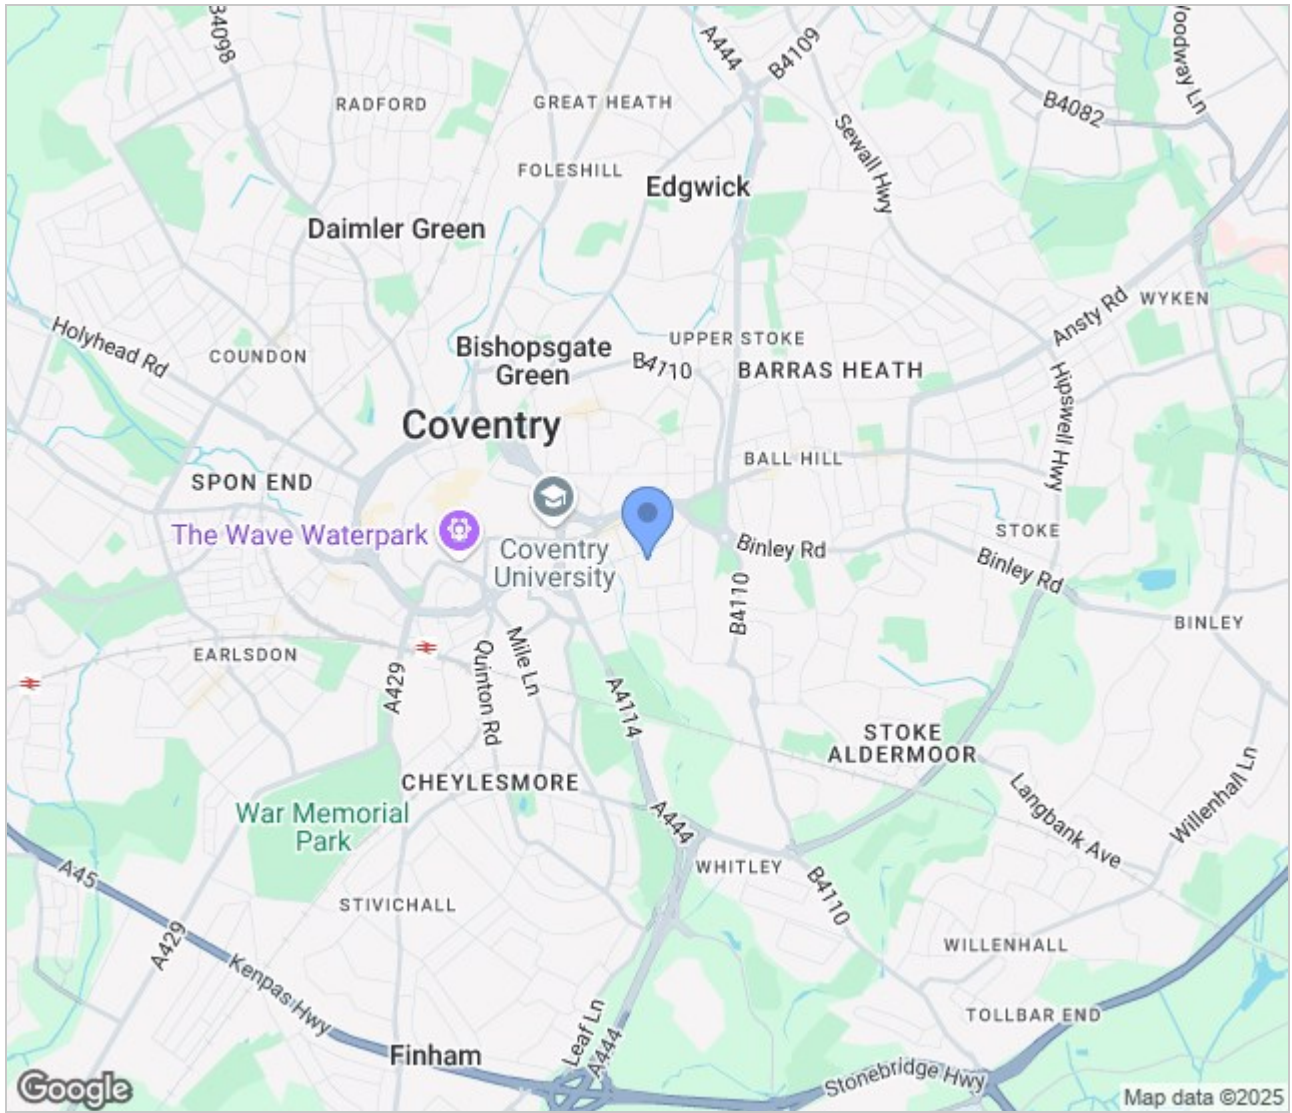 B4098
A444
B4109
Woodway Ln
RADFORD
GREAT HEATH
B4082
Sewall Hwy
FOLESHILL
Edgwick
Daimler Green
WYKEN
Ansty Rd
Holyhead Rd
COUNDON
Bishopsgate
Green
UPPER STOKE
B4110
BARRAS HEATH
Hipswell Hwy
Coventry
BALL HILL
SPON END
The Wave Waterpark
Coventry
University
Binley Rd
STOKE
Binley Rd
B4110
BINLEY
EARLSDON
A429
Quinton Rd
Mile Ln
A4114
STOKE
ALDERMOOR
CHEYLESMORE
War Memorial
Park
A444
Langbank Ave
Willenhall Ln
WHITLEY
A45
B4110
STIVICHALL
A429
WILLENHALL
Kenpas Hwy
TOLLBAR END
Leaf Ln
A444
Finham
Stonebridge Hwy
Google
Map data ©2025